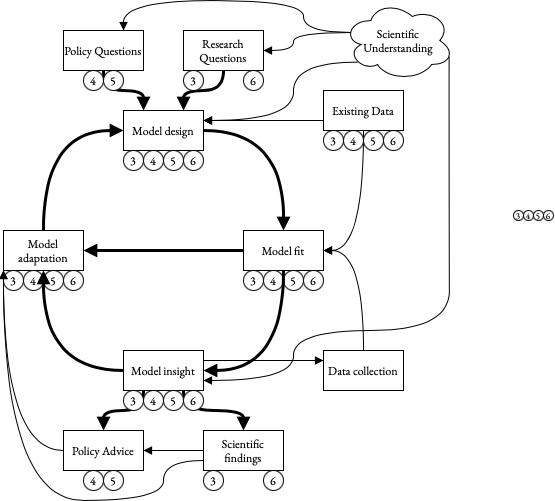 Scientific
Understanding
Policy Questions
Research
Questions
4 5
3 6
Existing Data
3 4 5 6
Model design
3 4 5 6
3 4 5 6
Model
adaptation
3 4 5 6
Model fit
3 4 5 6
Model insight
3 4 5 6
Data collection
Policy Advice
4 5
Scientific
findings
3 6